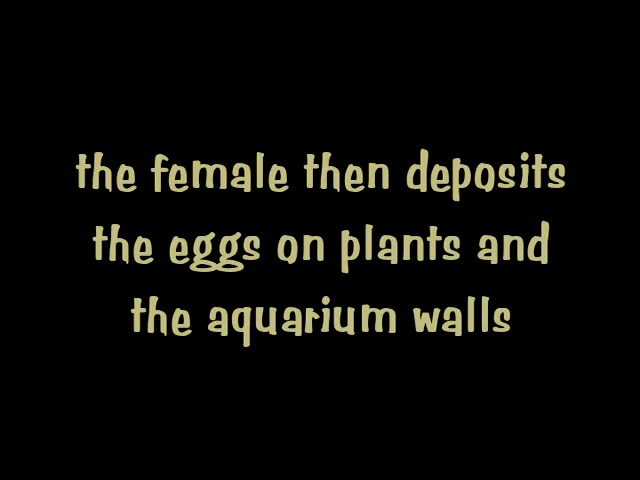 the female then deposits
the eggs on plants and
the aquarium walls